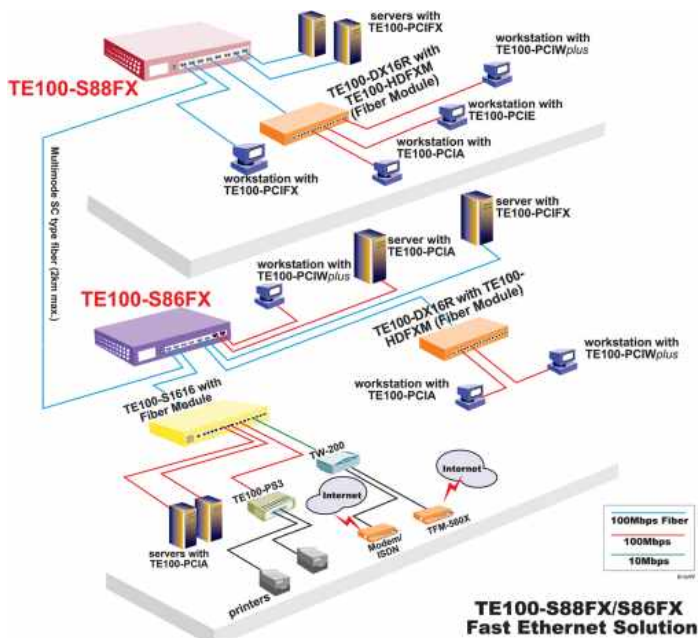 servers with
TE100-PCIFX
TE100-S88FX
TE100-DX16R with
TE100-HDFXM
(Fiber Module)
workstation with
TE100-PCIWplus
workstation with
TE100-PCIE
workstation with
TE100-PCIA
workstation with
TE100-PCIFX
Multimode SC type fiber (2km max.)
server with
TE100-PCIFX
server with
TE100-PCIA
workstation with
TE100-PCIWplus
TE100-S86FX
TE100-DX16R with TE100-
HDFXM (Fiber Module)
workstation with
TE100-PCIWplus
workstation with
TE100-PCIA
TE100-S1616 with
Fiber Module
TW-200
TE100-PS3
Internet
Internet
servers with
TE100-PCIA
Modem/
ISDN
TFM-560X
printers
100Mbps Fiber
100Mbps
10Mbps
TE100-S88FX/S86FX
Fast Ethernet Solution